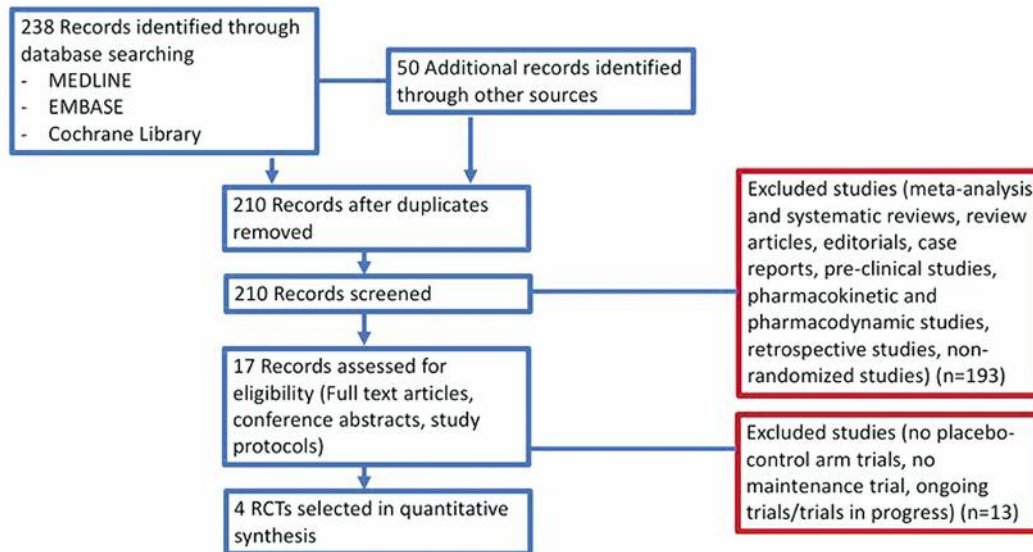 238 Records identified through
database searching
- MEDLINE
- EMBASE
- Cochrane Library
50 Additional records identified
through other sources
210 Records after duplicates
removed
210 Records screened
Excluded studies (meta-analysis
and systematic reviews, review
articles, editorials, case
reports, pre-clinical studies,
pharmacokinetic and
pharmacodynamic studies,
retrospective studies, non-
randomized studies) (n=193)
17 Records assessed for
eligibility (Full text articles,
conference abstracts, study
protocols)
Excluded studies (no placebo-
control arm trials, no
maintenance trial, ongoing
trials/trials in progress) (n=13)
4 RCTs selected in quantitative
synthesis